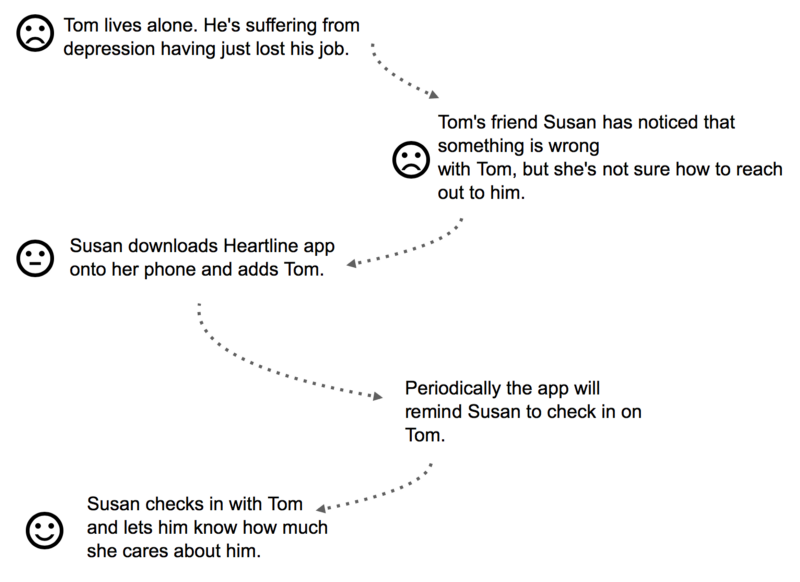 Tom lives alone. He's suffering from
depression having just lost his job.
Tom's friend Susan has noticed that
something is wrong
with Tom, but she's not sure how to reach
out to him.
Susan downloads Heartline app
onto her phone and adds Tom.
Periodically the app will
remind Susan to check in on
Tom.
Susan checks in with Tom
and lets him know how much
she cares about him.